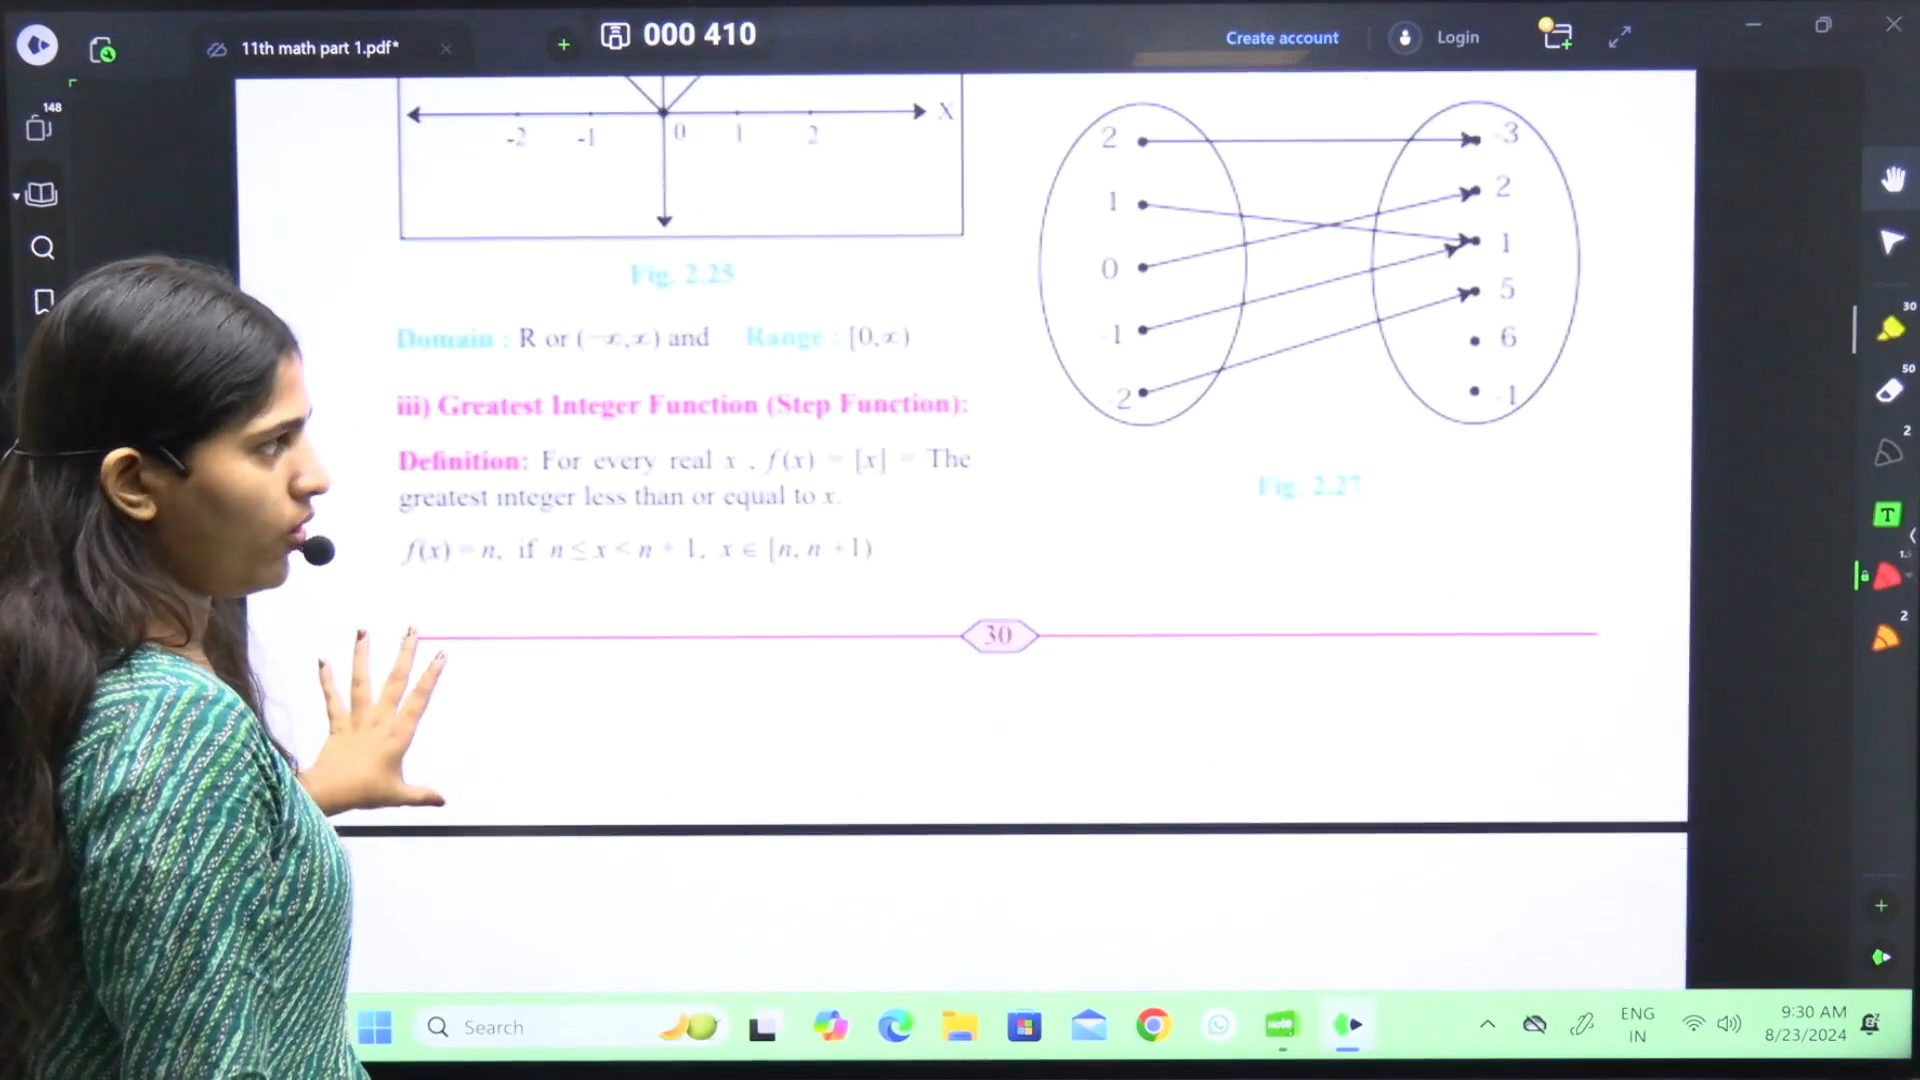 11th math part 1.pdf*
000 410
Create account
Login
148
X
-2 -1 0 1 2
Fig. 2.25
Domain : R or (−∞,∞) and Range : [0,∞)
iii) Greatest Integer Function (Step Function):
Definition: For every real x , f(x) = [x] = The
greatest integer less than or equal to x.
f(x) = n, if n ≤ x < n + 1, x ∈ [n, n +1)
2
1
0
-1
-2
-3
2
1
5
6
-1
Fig. 2.27
30
30
50
2
T
1.5
2
Search
Note
ENG
IN
9:30 AM
8/23/2024